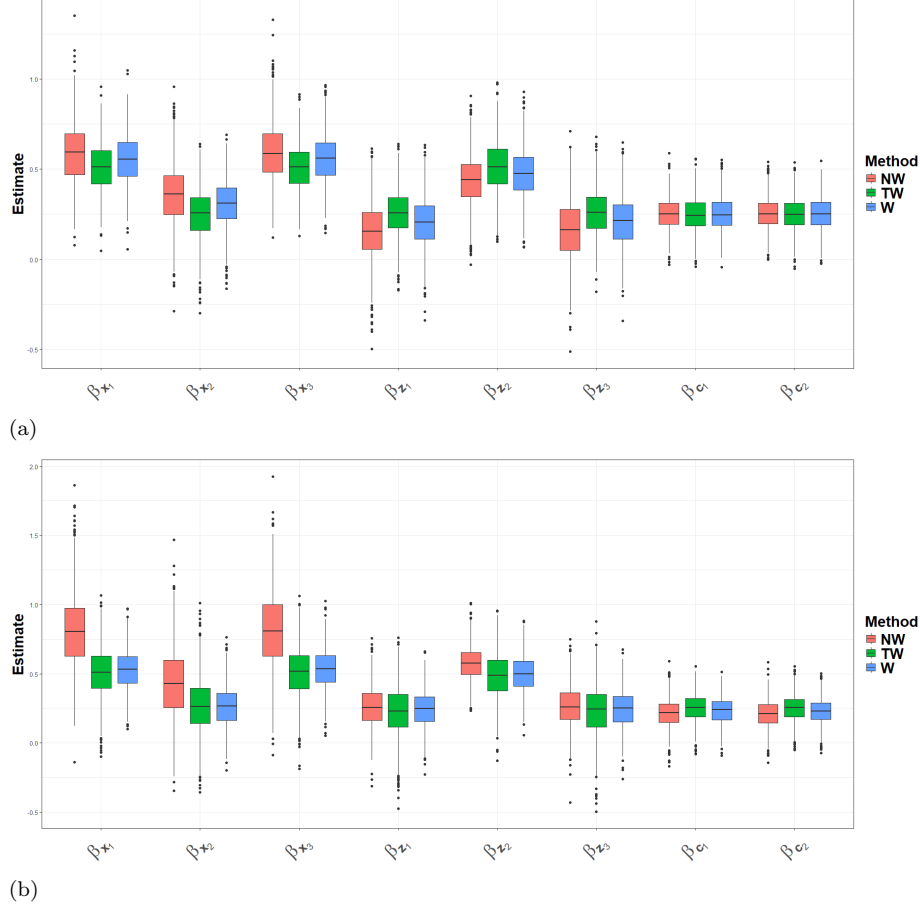 1.0
0.5
0.0
-0.5
Estimate
βx₁ βx₂ βx₃ βz₁ βz₂ βz₃ βc₁ βc₂
Method
NW
TW
W
(a)
2.0
1.5
1.0
0.5
0.0
-0.5
Estimate
βx₁ βx₂ βx₃ βz₁ βz₂ βz₃ βc₁ βc₂
Method
NW
TW
W
(b)